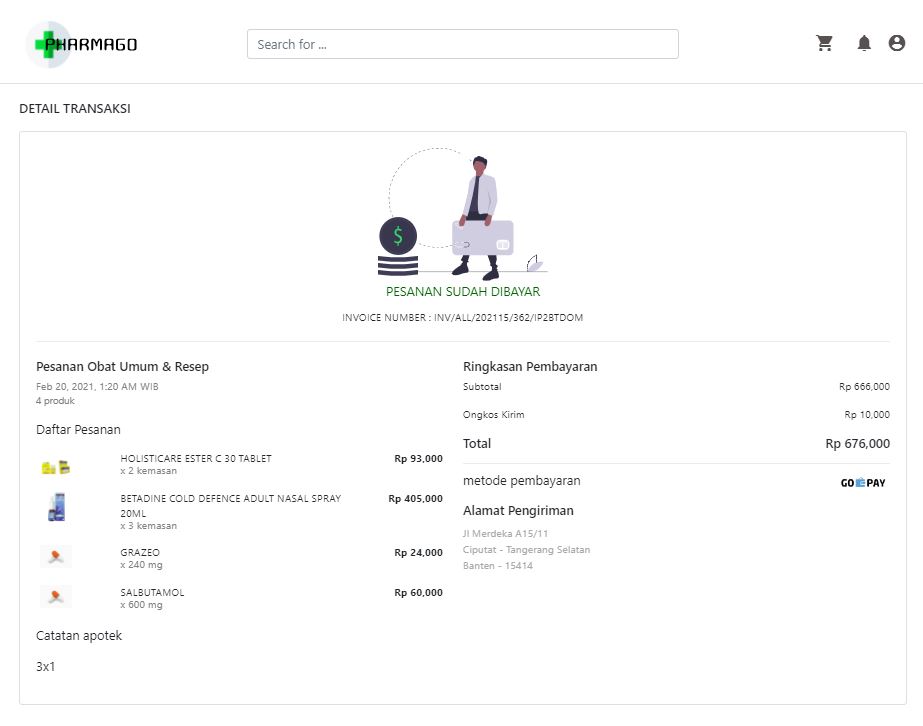 PHARMAGO
Search for ...
DETAIL TRANSAKSI
$
PESANAN SUDAH DIBAYAR
INVOICE NUMBER : INV/ALL/202115/362/IP2BTDOM
Pesanan Obat Umum & Resep
Feb 20, 2021, 1:20 AM WIB
4 produk
Daftar Pesanan
HOLISTICARE ESTER C 30 TABLET
Rp 93,000
x 2 kemasan
BETADINE COLD DEFENCE ADULT NASAL SPRAY
20ML
Rp 405,000
x 3 kemasan
GRAZEO
Rp 24,000
x 240 mg
SALBUTAMOL
Rp 60,000
x 600 mg
Catatan apotek
3x1
Ringkasan Pembayaran
Subtotal
Rp 666,000
Ongkos Kirim
Rp 10,000
Total
Rp 676,000
metode pembayaran
GO PAY
Alamat Pengiriman
Jl Merdeka A15/11
Ciputat - Tangerang Selatan
Banten - 15414